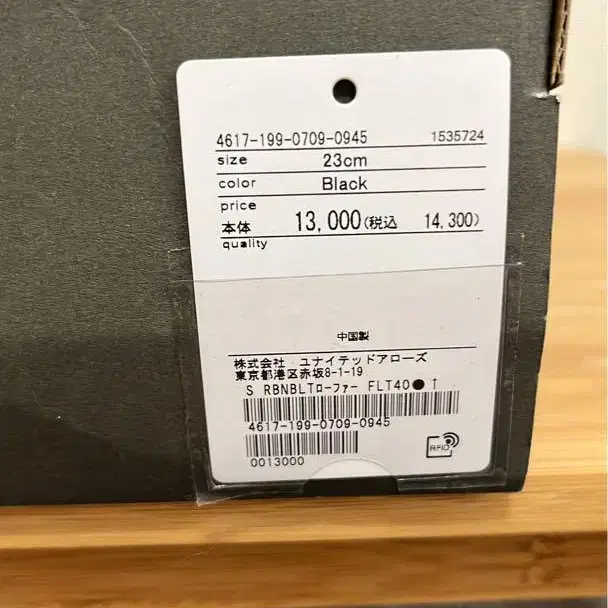 4617-199-0709-0945 1535724
size 23cm
color Black
price
本体 13,000(税込 14,300)
quality
中国製
株式会社 ユナイテッドアローズ
東京都港区赤坂8-1-19
S RBNBLTﾛｰﾌｧｰ FLT40● T
4617-199-0709-0945
0013000
RFID